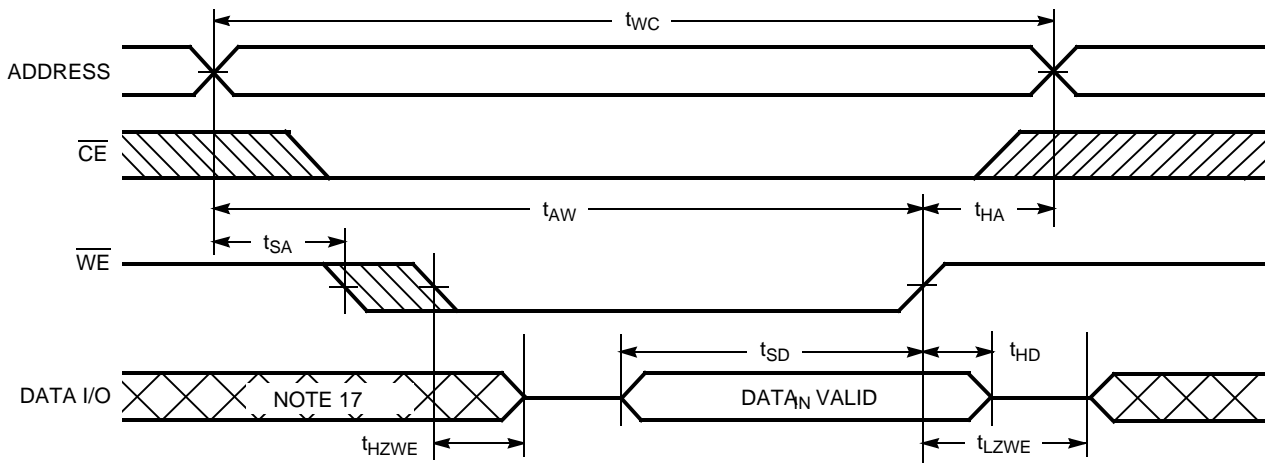 tWC
ADDRESS
CE
tAW
tHA
tSA
WE
tSD
tHD
DATA I/O
NOTE 17
DATAIN VALID
tHZWE
tLZWE